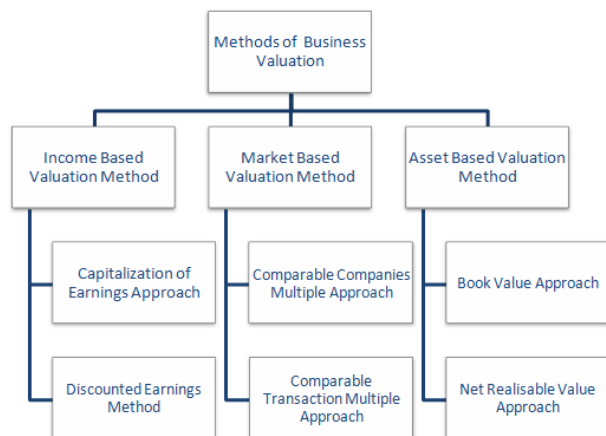 Methods of Business
Valuation
Income Based
Valuation Method
Market Based
Valuation Method
Asset Based Valuation
Method
Capitalization of
Earnings Approach
Comparable Companies
Multiple Approach
Book Value Approach
Discounted Earnings
Method
Comparable
Transaction Multiple
Approach
Net Realisable Value
Approach